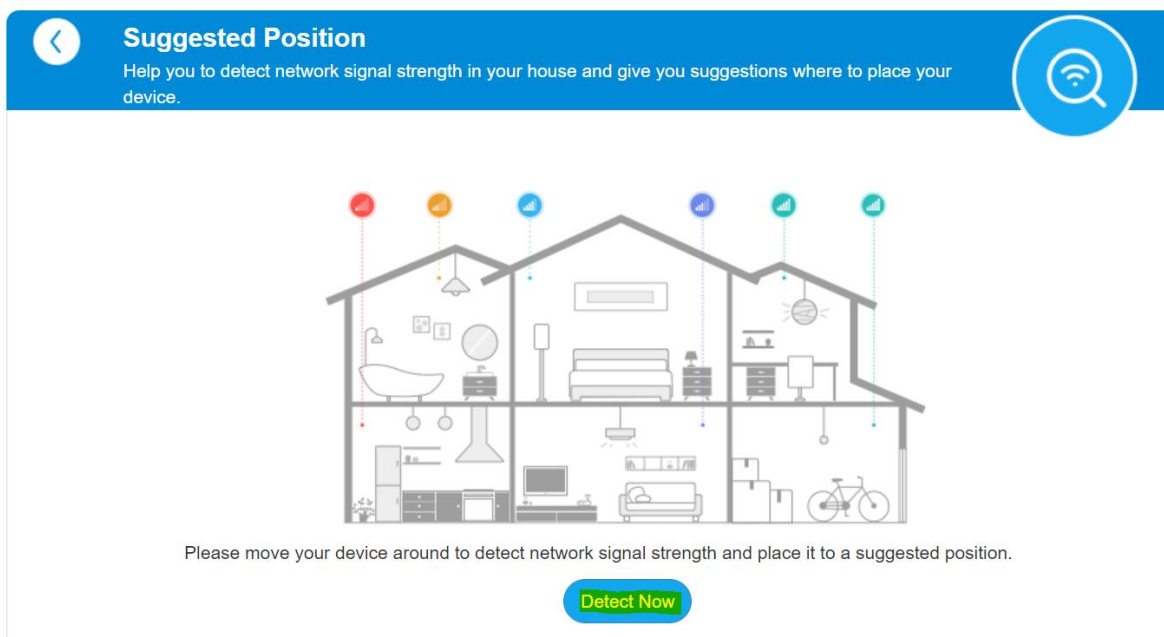 Suggested Position
Help you to detect network signal strength in your house and give you suggestions where to place your
device.
Please move your device around to detect network signal strength and place it to a suggested position.
Detect Now